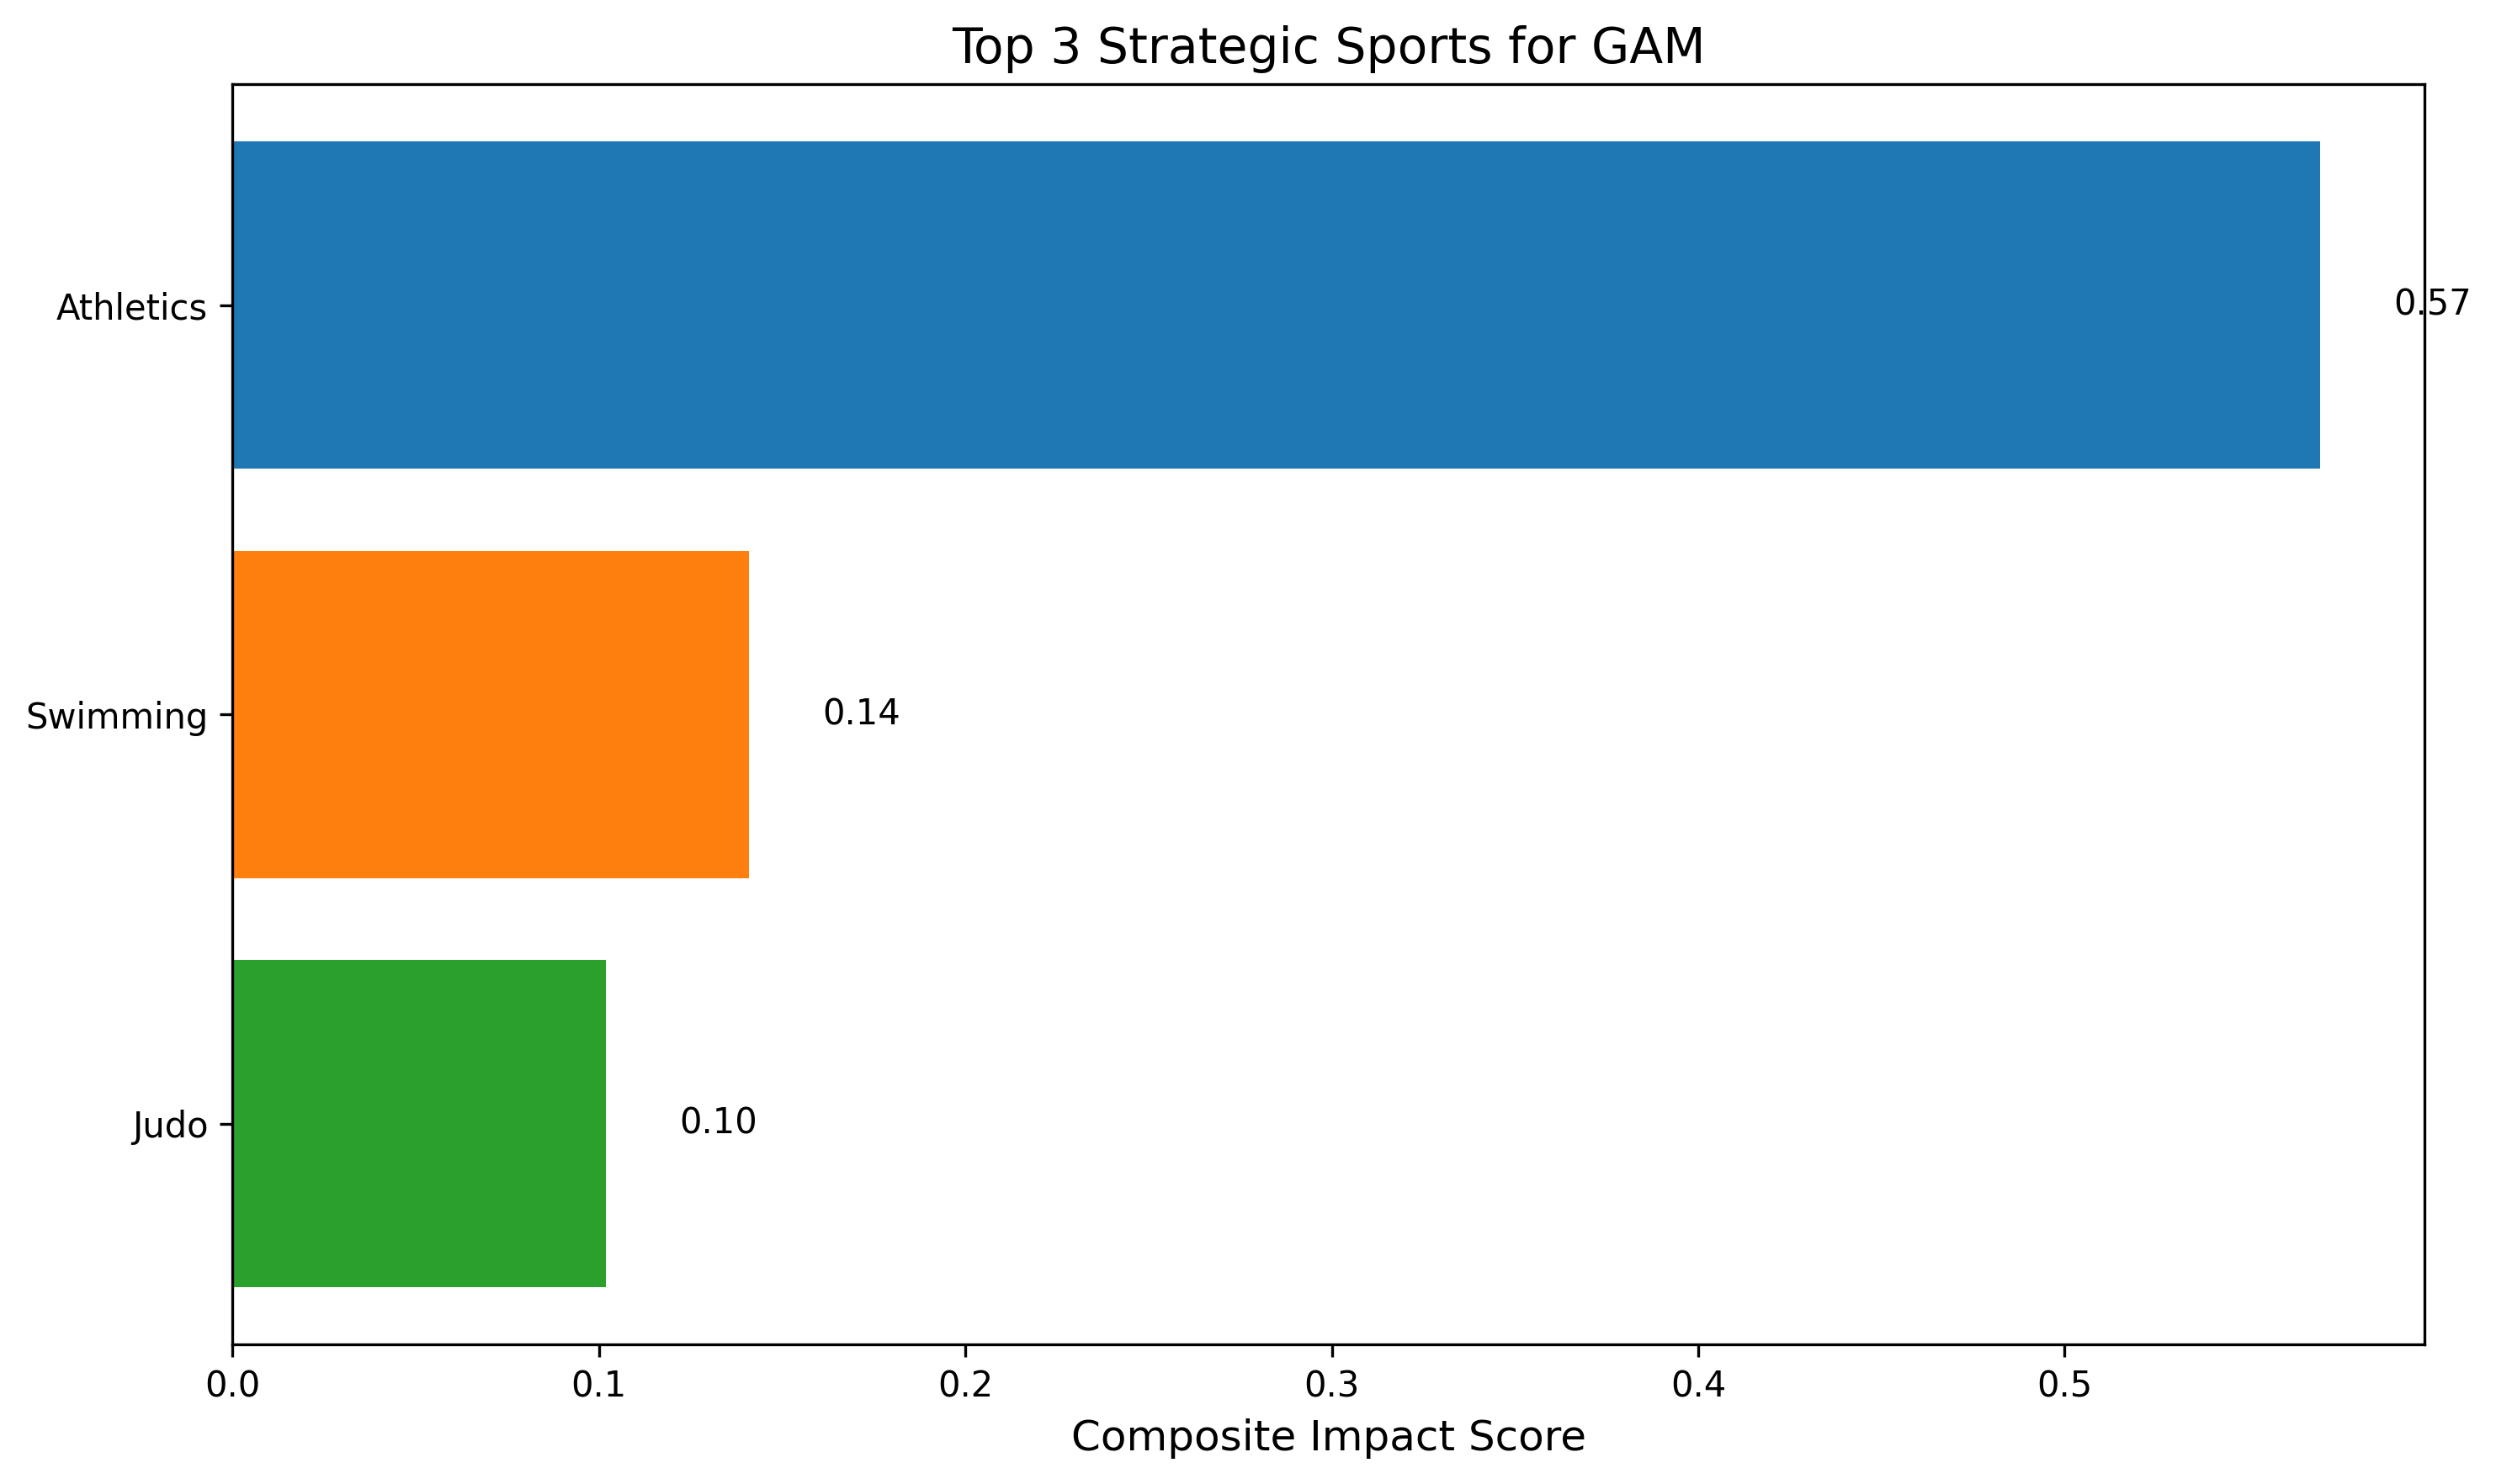 Top 3 Strategic Sports for GAM
Athletics
0.57
Swimming
0.14
Judo
0.10
0.0 0.1 0.2 0.3 0.4 0.5
Composite Impact Score